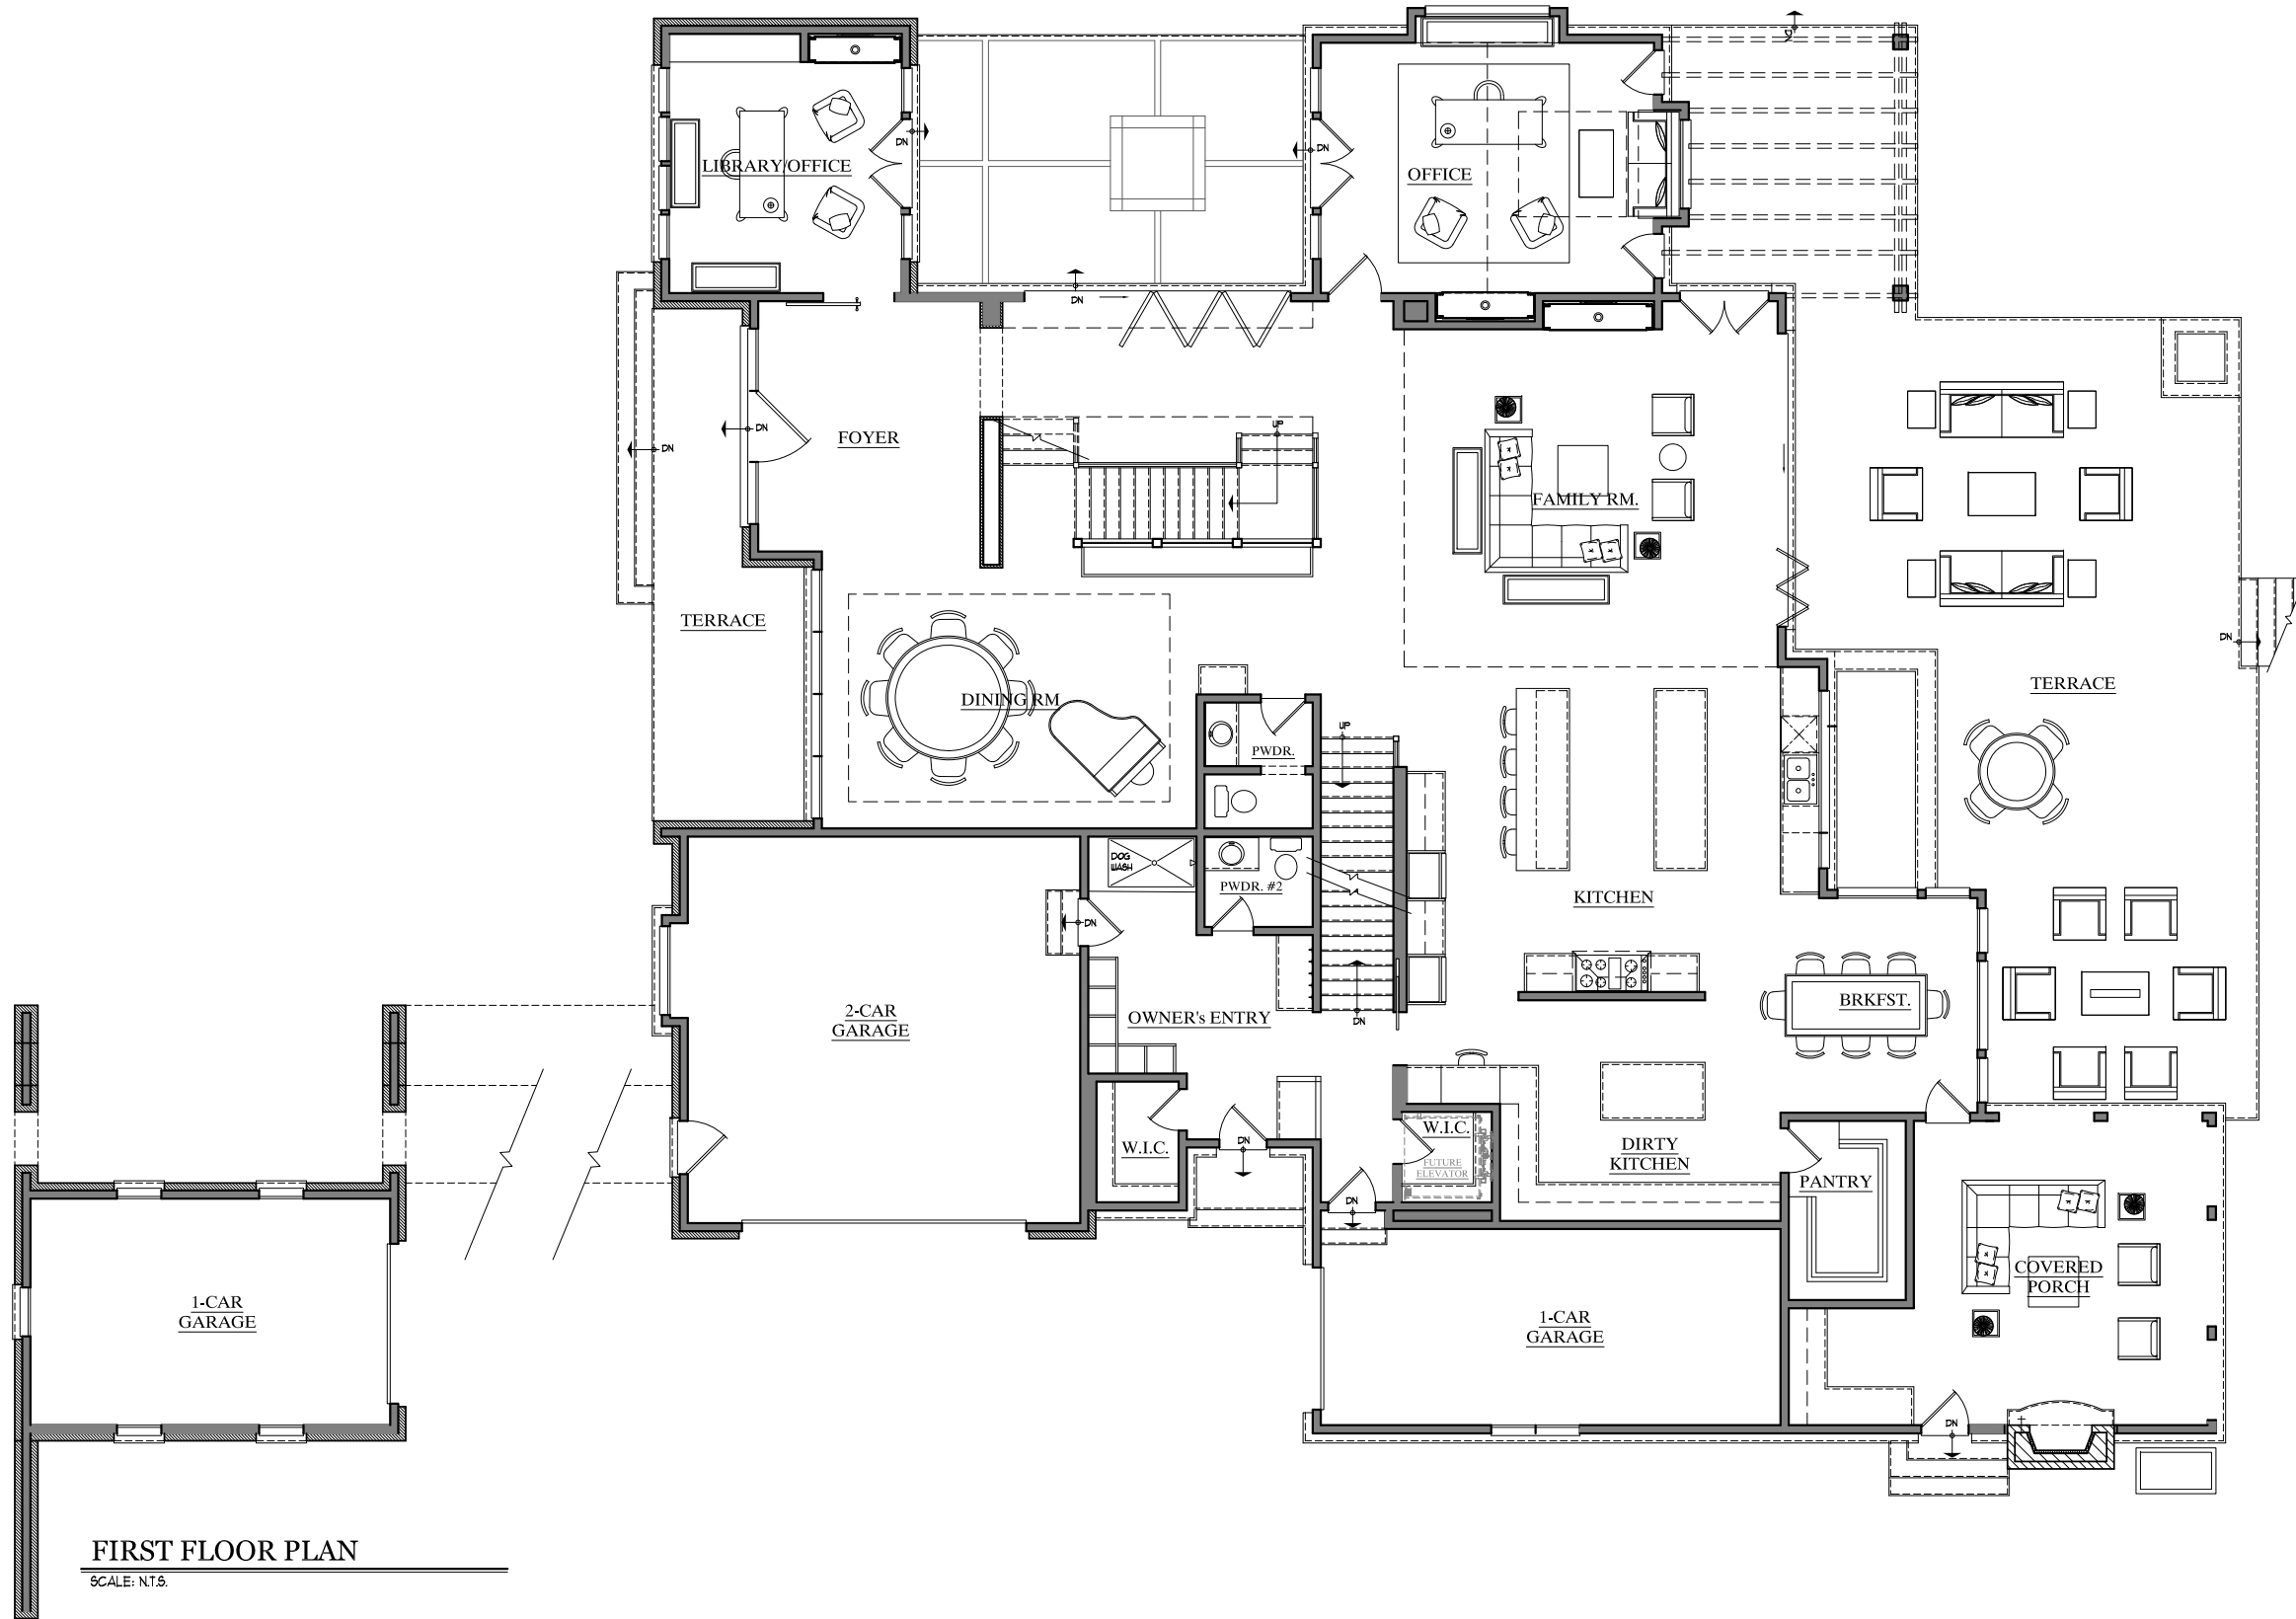 DN
DN
LIBRARY/OFFICE
OFFICE
DN
UP
DN
FOYER
DN
FAMILY RM.
TERRACE
DN
TERRACE
DINING RM
UP
PWDR.
DOG
WASH
PWDR. #2
KITCHEN
DN
BRKFST.
2-CAR
GARAGE
OWNER's ENTRY
DN
W.I.C.
DN
W.I.C.
FUTURE
ELEVATOR
DIRTY
KITCHEN
PANTRY
DN
COVERED
PORCH
1-CAR
GARAGE
1-CAR
GARAGE
DN
FIRST FLOOR PLAN
SCALE: N.T.S.